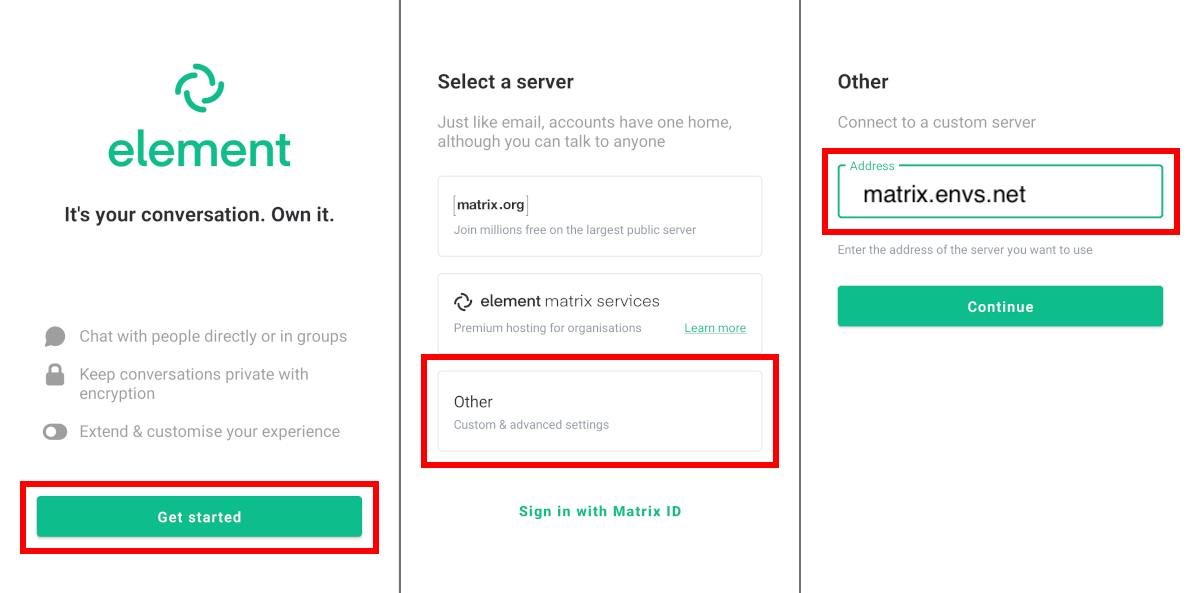 element
It's your conversation. Own it.
Chat with people directly or in groups
Keep conversations private with
encryption
Extend & customise your experience
Get started
Select a server
Just like email, accounts have one home,
although you can talk to anyone
[matrix.org]
Join millions free on the largest public server
element matrix services
Premium hosting for organisations
Learn more
Other
Custom & advanced settings
Sign in with Matrix ID
Other
Connect to a custom server
Address
matrix.envs.net
Enter the address of the server you want to use
Continue